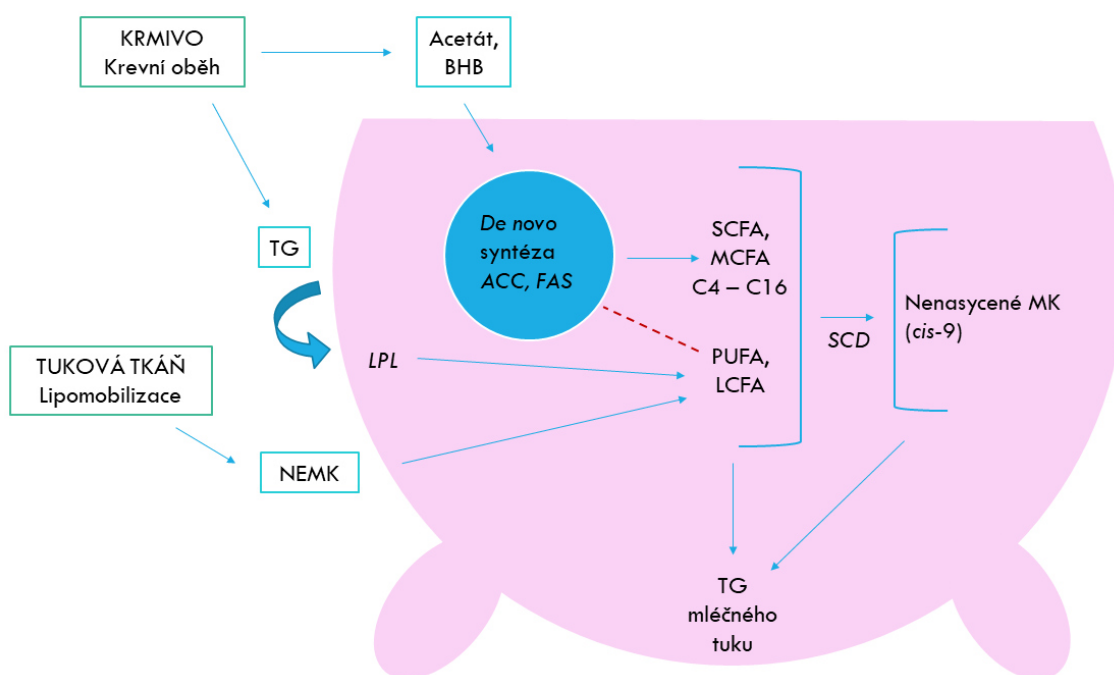 KRMIVO
Krevní oběh
Acetát,
BHB
TG
De novo
syntéza
ACC, FAS
SCFA,
MCFA
C4 – C16
Nenasycené MK
(cis-9)
SCD
LPL
PUFA,
LCFA
TUKOVÁ TKÁŇ
Lipomobilizace
NEMK
TG
mléčného
tuku